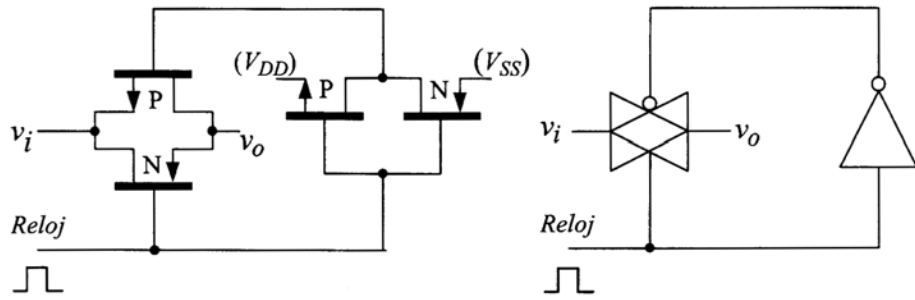 (V_DD) (V_SS)
P N
P
v_i v_o v_i v_o
N
Reloj Reloj